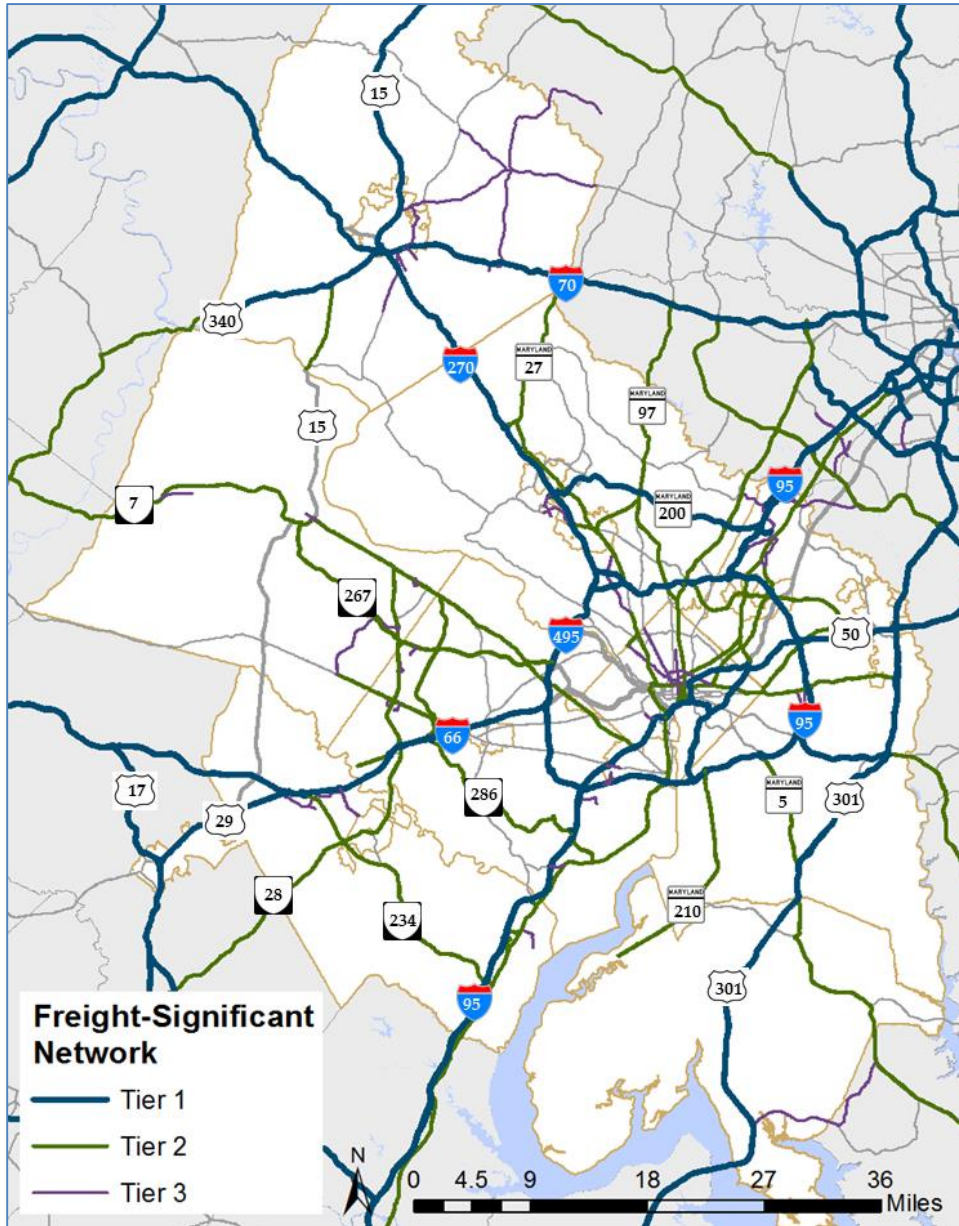 15
340
70
MARYLAND
27
270
MARYLAND
97
15
95
7
MARYLAND
200
267
495
50
66
95
17
29
286
MARYLAND
5
301
28
234
MARYLAND
210
95
301
Freight-Significant
Network
Tier 1
Tier 2
Tier 3
N
0 4.5 9 18 27 36
Miles